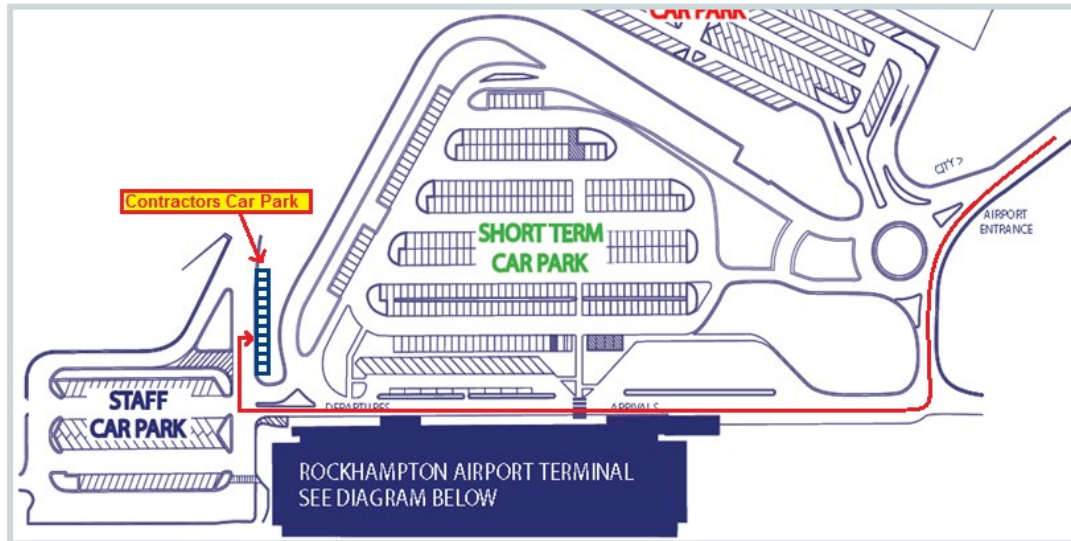 CAR PARK
Contractors Car Park
CITY >
AIRPORT
ENTRANCE
SHORT TERM
CAR PARK
STAFF
CAR PARK
DEPARTURES
ARRIVALS
ROCKHAMPTON AIRPORT TERMINAL
SEE DIAGRAM BELOW